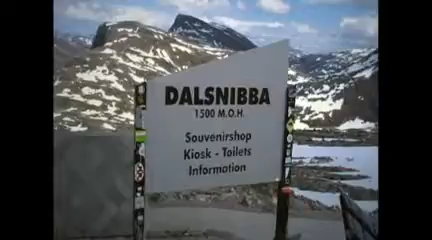 DALSNIBBA
1500 M.O.H.
Souvenirshop
Kiosk - Toilets
Information